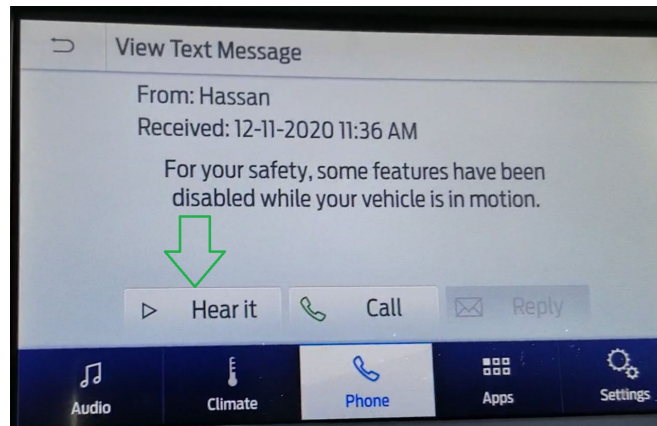 View Text Message
From: Hassan
Received: 12-11-2020 11:36 AM
For your safety, some features have been
disabled while your vehicle is in motion.
Hear it Call Reply
Audio Climate Phone Apps Settings